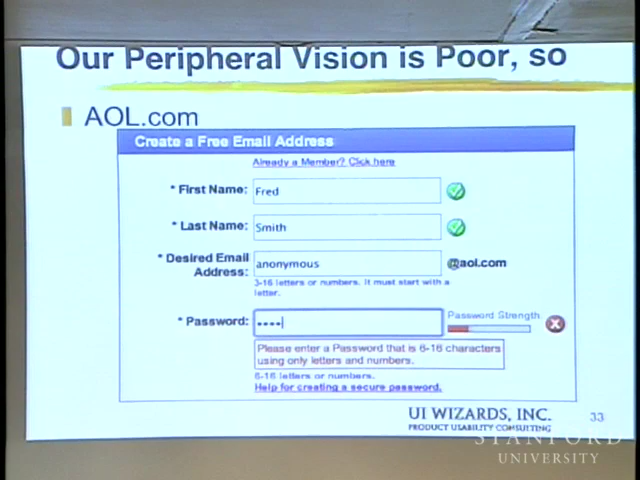 Our Peripheral Vision is Poor, so
AOL.com
Create a Free Email Address
Already a Member? Click here
* First Name: Fred
* Last Name: Smith
* Desired Email Address: anonymous @aol.com
3-16 letters or numbers. It must start with a
letter.
* Password: •••• Password Strength
Please enter a Password that is 6-16 characters
using only letters and numbers.
6-16 letters or numbers.
Help for creating a secure password.
UI WIZARDS, INC.
PRODUCT USABILITY CONSULTING
33
STANFORD
UNIVERSITY